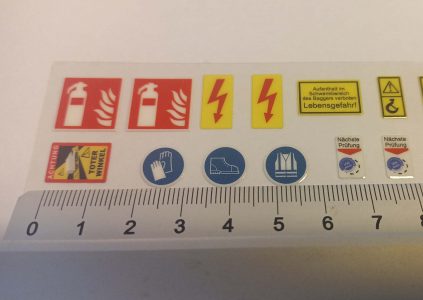 Aufenthalt im
Schwenkbereich
des Baggers verboten
Lebensgefahr!
ACHTUNG
TOTER
WINKEL
Nächste
Prüfung
Nächste
Prüfung
0 1 2 3 4 5 6 7 8